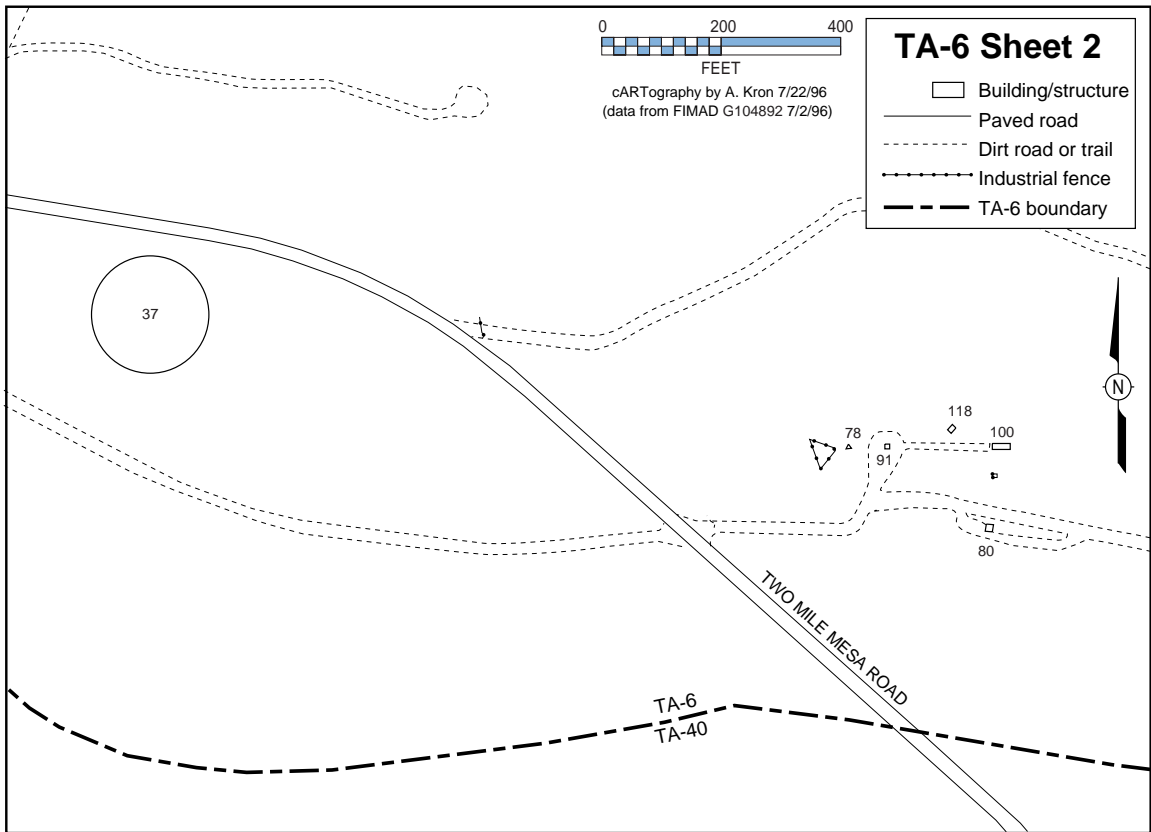 0 200 400
FEET
cARTography by A. Kron 7/22/96
(data from FIMAD G104892 7/2/96)
TA-6 Sheet 2
Building/structure
Paved road
Dirt road or trail
Industrial fence
TA-6 boundary
37
N
118
78
100
91
80
TWO MILE MESA ROAD
TA-6
TA-40